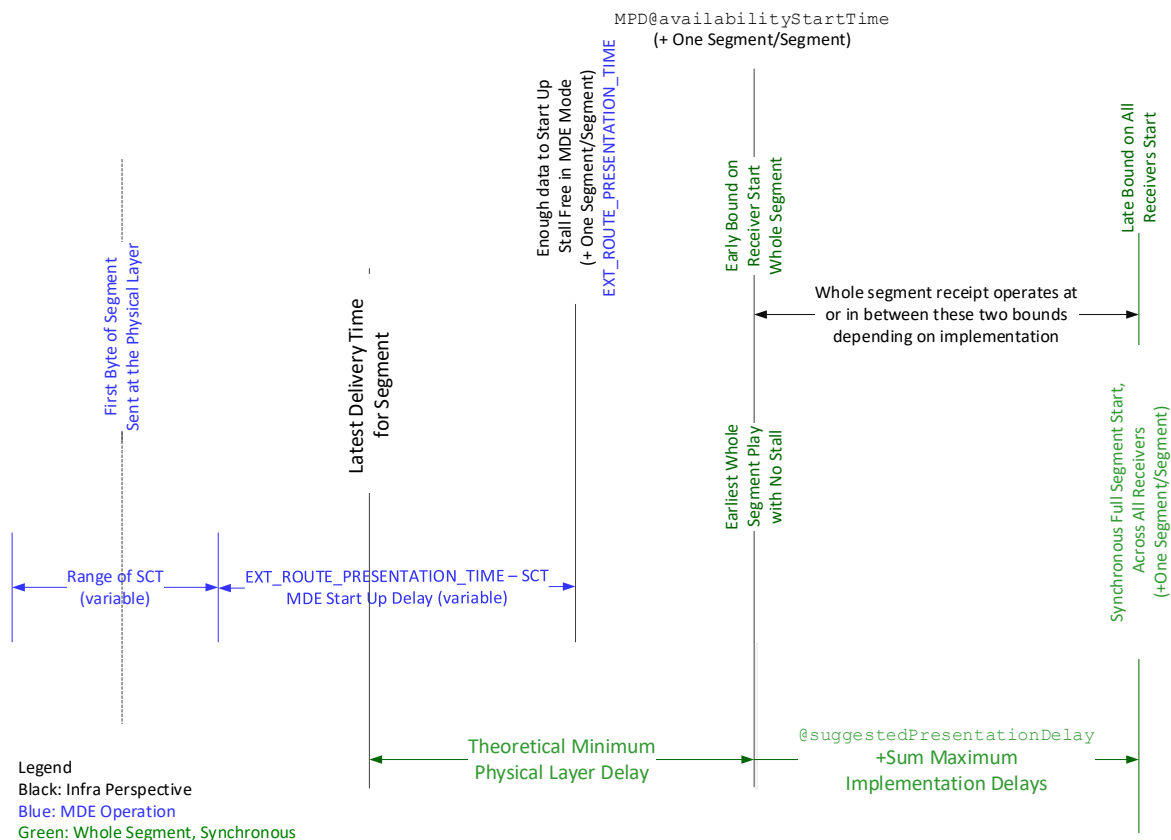 MPD@availabilityStartTime
(+ One Segment/Segment)
Enough data to Start Up
Stall Free in MDE Mode
(+ One Segment/Segment)
EXT_ROUTE_PRESENTATION_TIME
Early Bound on
Receiver Start
Whole Segment
Late Bound on All
Receivers Start
First Byte of Segment
Sent at the Physical Layer
Latest Delivery Time
for Segment
Whole segment receipt operates at
or in between these two bounds
depending on implementation
Earliest Whole
Segment Play
with No Stall
Synchronous Full Segment Start,
Across All Receivers
(+One Segment/Segment)
Range of SCT
(variable)
EXT_ROUTE_PRESENTATION_TIME – SCT
MDE Start Up Delay (variable)
Theoretical Minimum
Physical Layer Delay
@suggestedPresentationDelay
+Sum Maximum
Implementation Delays
Legend
Black: Infra Perspective
Blue: MDE Operation
Green: Whole Segment, Synchronous